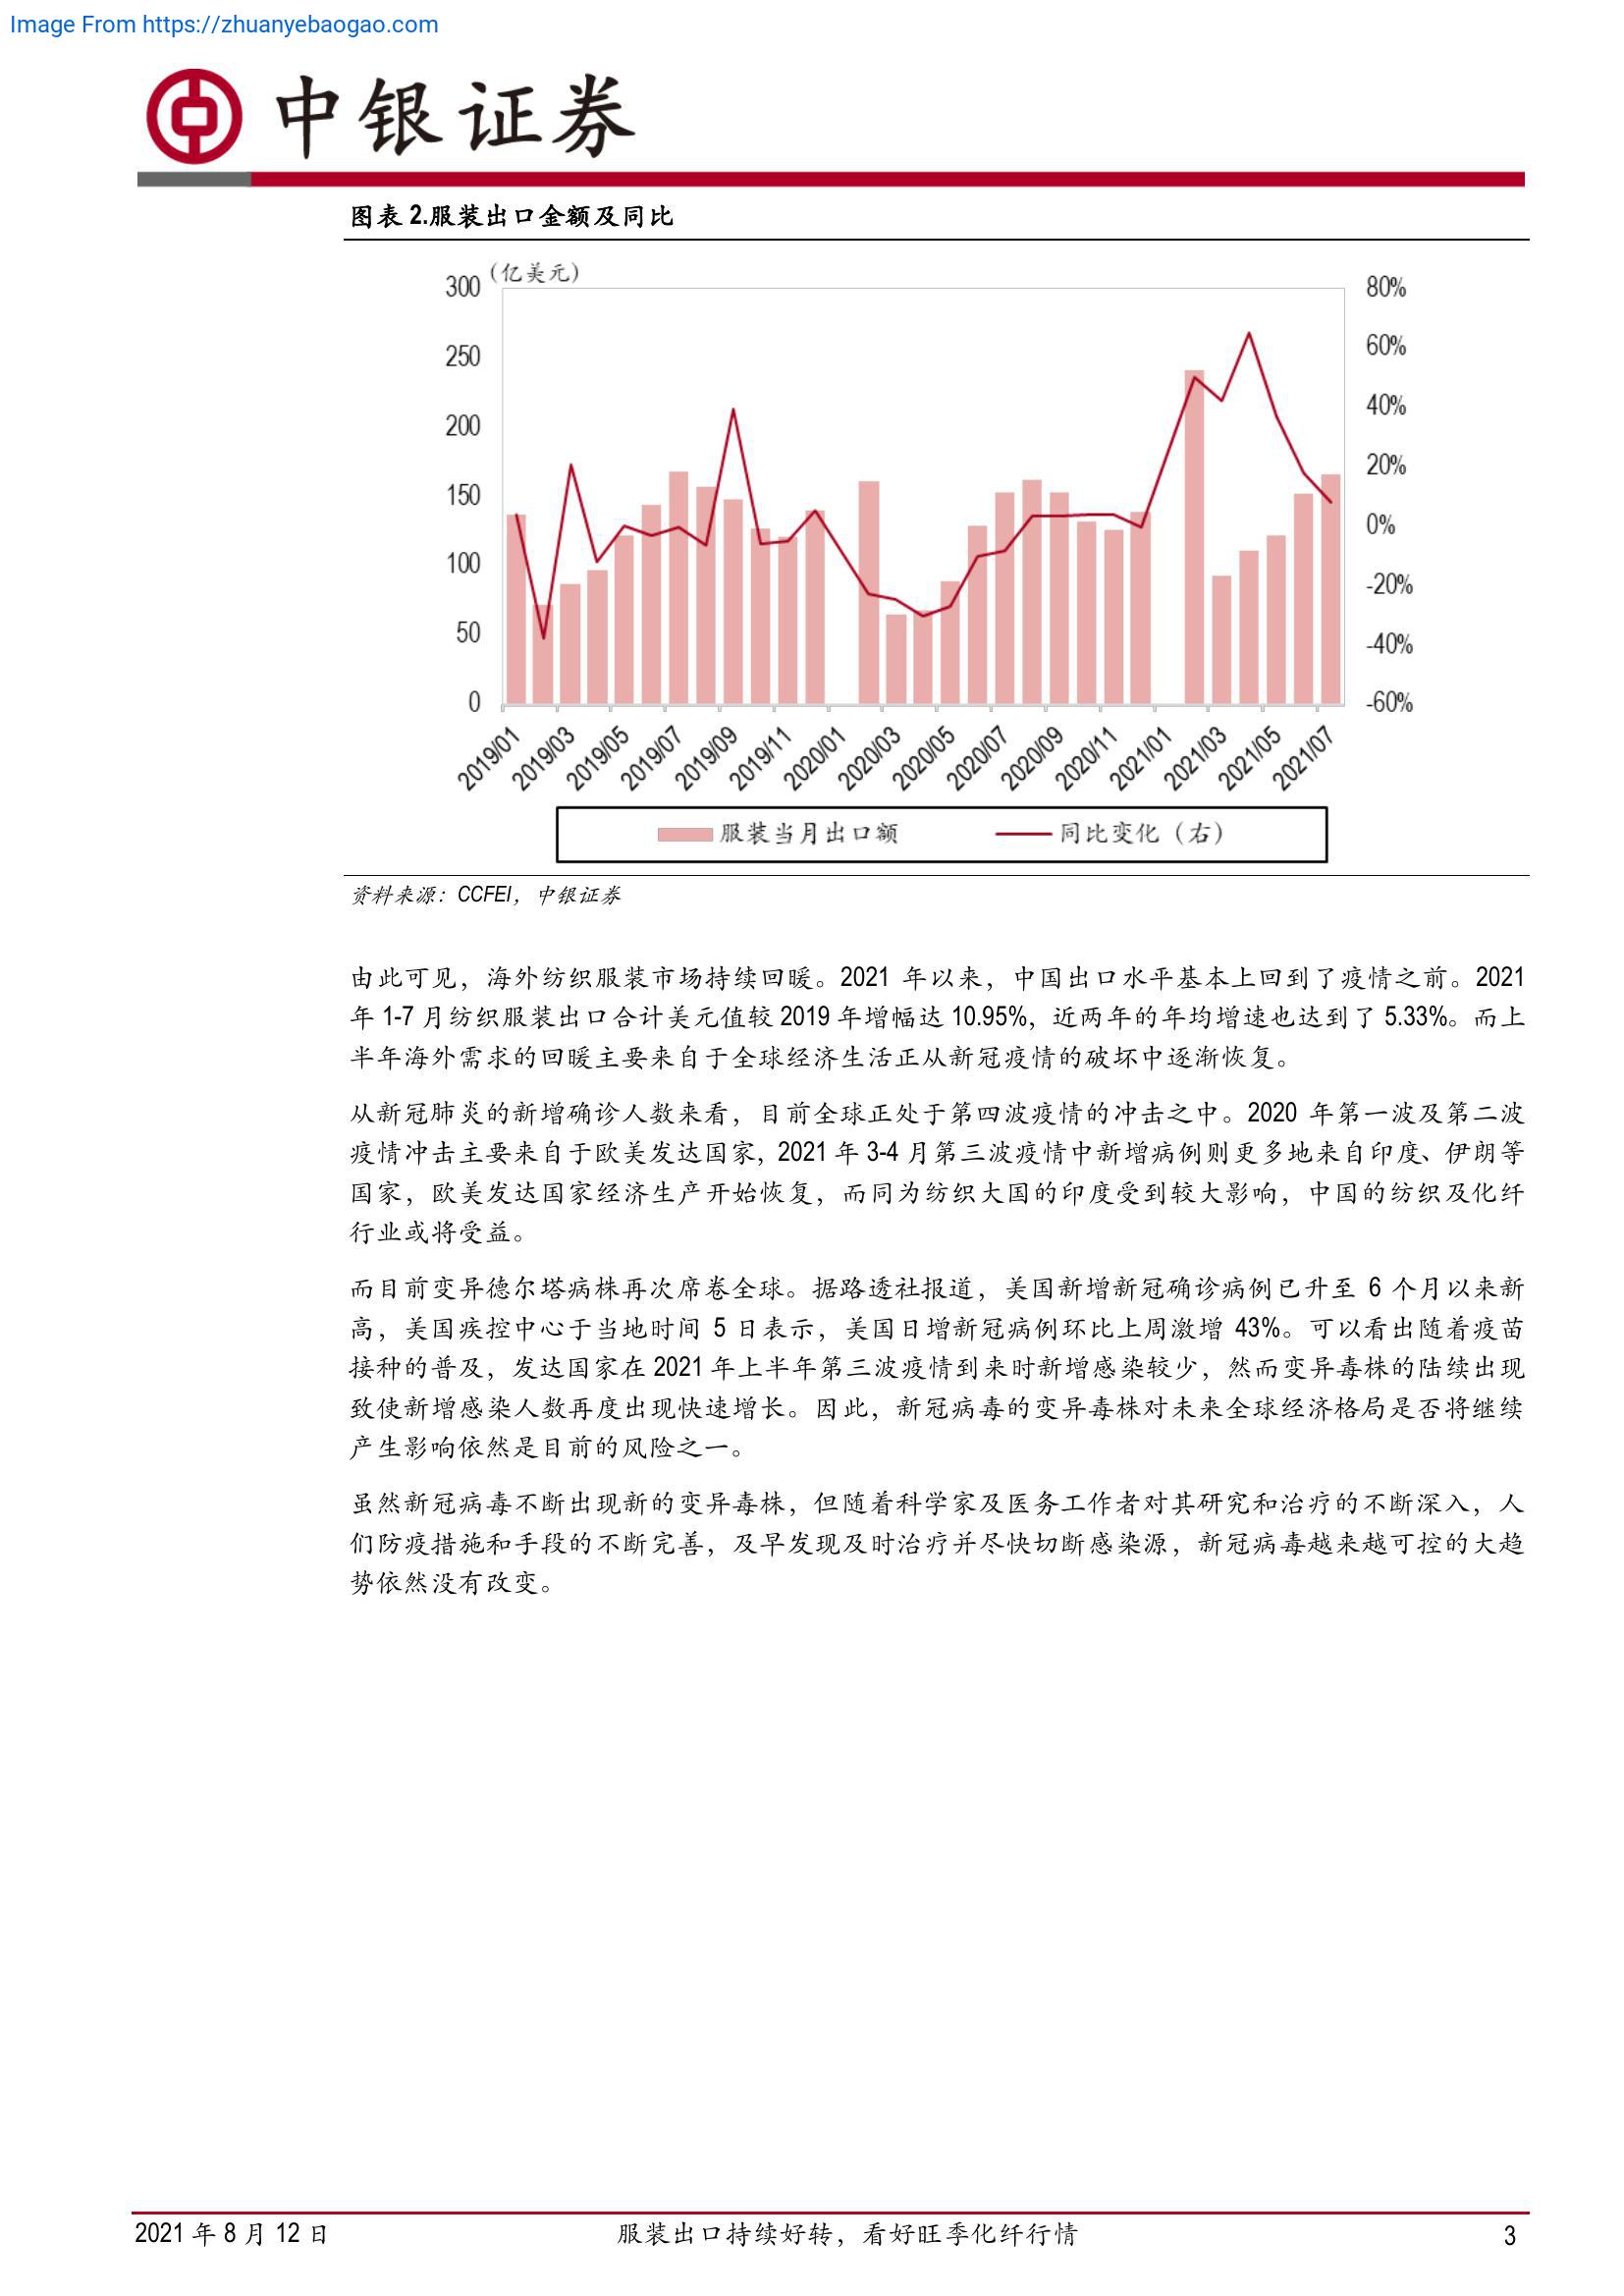 Image From https://zhuanyebaogao.com
中银证券
图表 2.服装出口金额及同比
(亿美元)
300
250
200
150
100
50
0
80%
60%
40%
20%
0%
-20%
-40%
-60%
2019/01
2019/03
2019/05
2019/07
2019/09
2019/11
2020/01
2020/03
2020/05
2020/07
2020/09
2020/11
2021/01
2021/03
2021/05
2021/07
服装当月出口额
同比变化（右）
资料来源：CCFEI，中银证券
由此可见，海外纺织服装市场持续回暖。2021 年以来，中国出口水平基本上回到了疫情之前。2021
年 1-7 月纺织服装出口合计美元值较 2019 年增幅达 10.95%，近两年的年均增速也达到了 5.33%。而上
半年海外需求的回暖主要来自于全球经济生活正从新冠疫情的破坏中逐渐恢复。
从新冠肺炎的新增确诊人数来看，目前全球正处于第四波疫情的冲击之中。2020 年第一波及第二波
疫情冲击主要来自于欧美发达国家，2021 年 3-4 月第三波疫情中新增病例则更多地来自印度、伊朗等
国家，欧美发达国家经济生产开始恢复，而同为纺织大国的印度受到较大影响，中国的纺织及化纤
行业或将受益。
而目前变异德尔塔病株再次席卷全球。据路透社报道，美国新增新冠确诊病例已升至 6 个月以来新
高，美国疾控中心于当地时间 5 日表示，美国日增新冠病例环比上周激增 43%。可以看出随着疫苗
接种的普及，发达国家在 2021 年上半年第三波疫情到来时新增感染较少，然而变异毒株的陆续出现
致使新增感染人数再度出现快速增长。因此，新冠病毒的变异毒株对未来全球经济格局是否将继续
产生影响依然是目前的风险之一。
虽然新冠病毒不断出现新的变异毒株，但随着科学家及医务工作者对其研究和治疗的不断深入，人
们防疫措施和手段的不断完善，及早发现及时治疗并尽快切断感染源，新冠病毒越来越可控的大趋
势依然没有改变。
2021 年 8 月 12 日
服装出口持续好转，看好旺季化纤行情
3